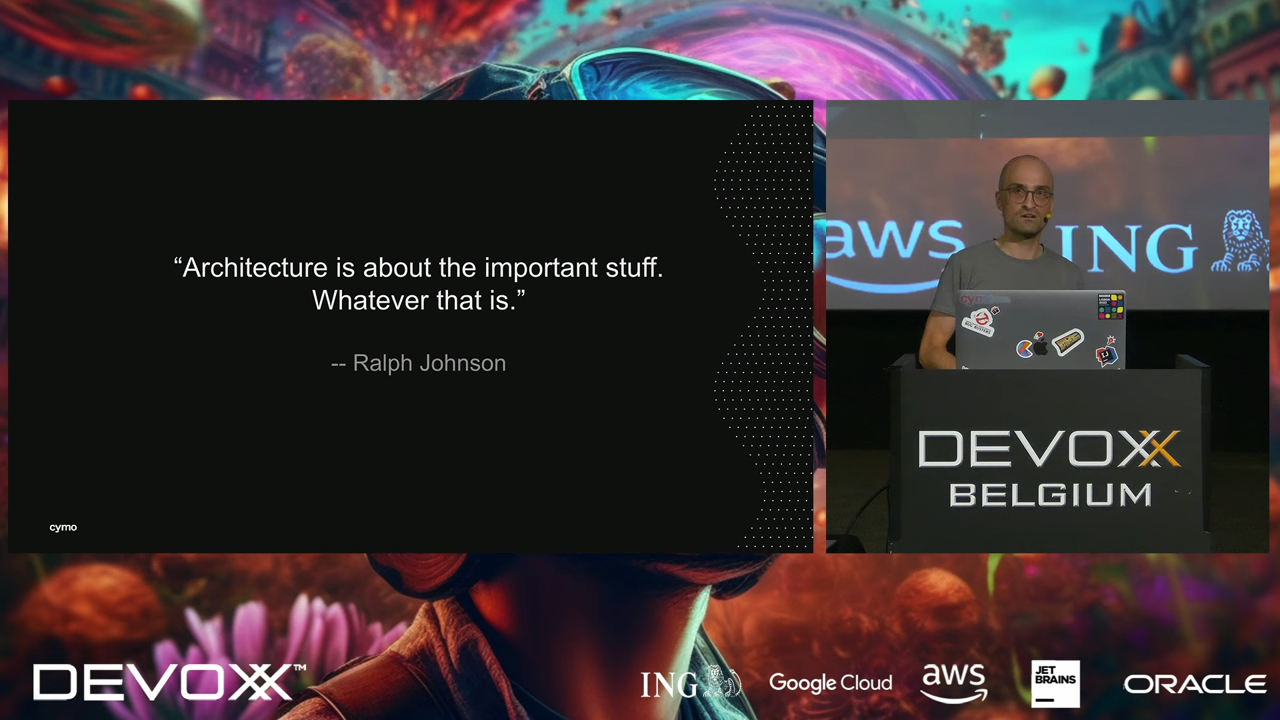 “Architecture is about the important stuff.
Whatever that is.”
-- Ralph Johnson
cymo
aws
ING
cymo
DEVOXX
BELGIUM
DEVOXX™
ING
Google Cloud
aws
JET
BRAINS
ORACLE